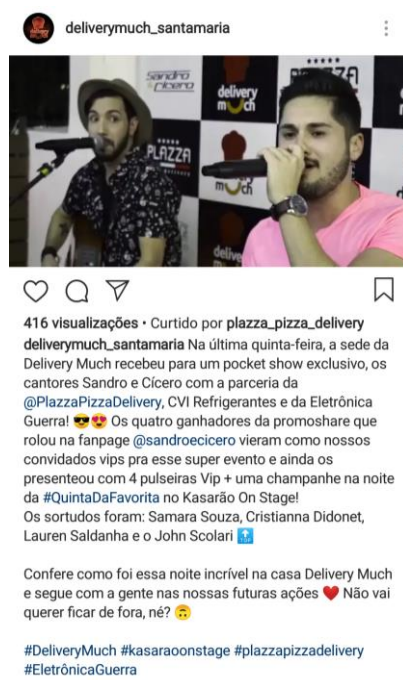 deliverymuch_santamaria
Sandro
& cícero
delivery
much
PLAZZA
much
delive
416 visualizações • Curtido por plazza_pizza_delivery
deliverymuch_santamaria Na última quinta-feira, a sede da
Delivery Much recebeu para um pocket show exclusivo, os
cantores Sandro e Cícero com a parceria da
@PlazzaPizzaDelivery, CVI Refrigerantes e da Eletrônica
Guerra! 😎😍 Os quatro ganhadores da promoshare que
rolou na fanpage @sandroecicero vieram como nossos
convidados vips pra esse super evento e ainda os
presenteou com 4 pulseiras Vip + uma champanhe na noite
da #QuintaDaFavorita no Kasarão On Stage!
Os sortudos foram: Samara Souza, Cristianna Didonet,
Lauren Saldanha e o John Scolari 🔝
Confere como foi essa noite incrível na casa Delivery Much
e segue com a gente nas nossas futuras ações ❤️ Não vai
querer ficar de fora, né? 🙃
#DeliveryMuch #kasaraoonstage #plazzapizzadelivery
#EletrônicaGuerra